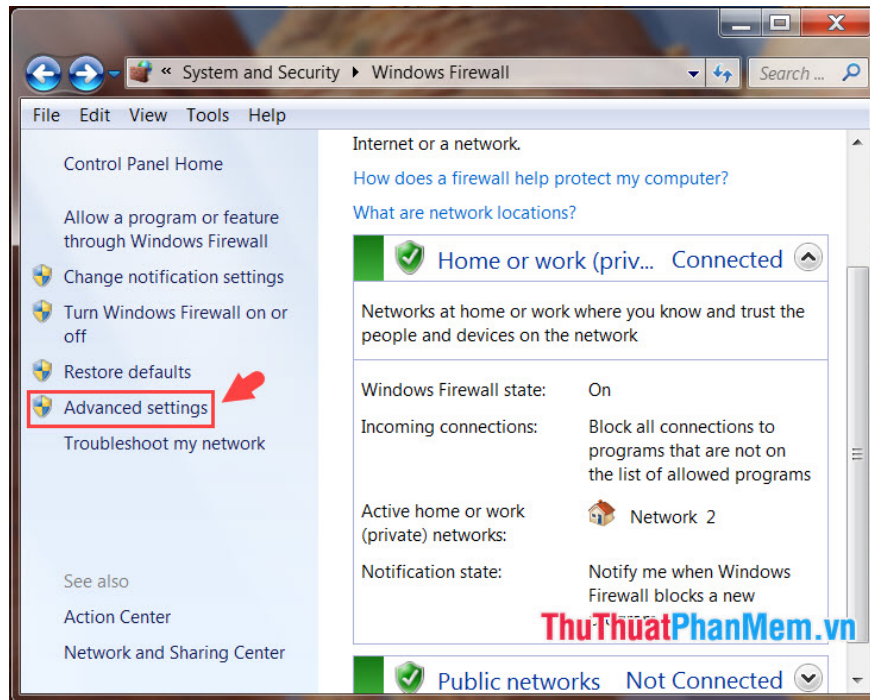 « System and Security ▸ Windows Firewall
Search ...
File Edit View Tools Help
Control Panel Home
Allow a program or feature
through Windows Firewall
Change notification settings
Turn Windows Firewall on or
off
Restore defaults
Advanced settings
Troubleshoot my network
See also
Action Center
Network and Sharing Center
Internet or a network.
How does a firewall help protect my computer?
What are network locations?
Home or work (priv... Connected
Networks at home or work where you know and trust the
people and devices on the network
Windows Firewall state: On
Incoming connections: Block all connections to
programs that are not on
the list of allowed programs
Active home or work
(private) networks:
Network 2
Notification state: Notify me when Windows
Firewall blocks a new
ThuThuatPhanMem.vn
Public networks Not Connected